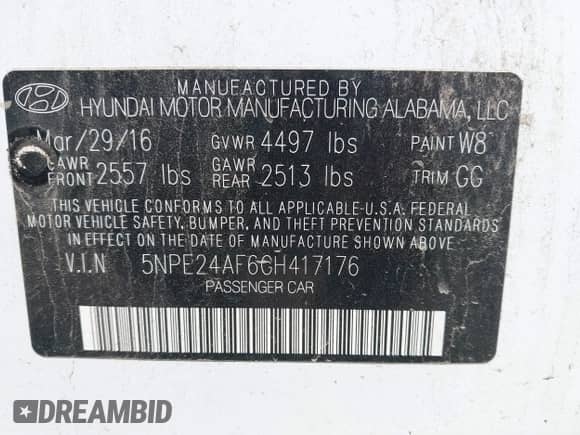 MANUFACTURED BY
HYUNDAI MOTOR MANUFACTURING ALABAMA, LLC
Mar/29/16 GVWR 4497 lbs PAINT W8
GAWR FRONT 2557 lbs GAWR REAR 2513 lbs TRIM GG
THIS VEHICLE CONFORMS TO ALL APPLICABLE-U.S.A. FEDERAL
MOTOR VEHICLE SAFETY, BUMPER, AND THEFT PREVENTION STANDARDS
IN EFFECT ON THE DATE OF MANUFACTURE SHOWN ABOVE.
V.I.N 5NPE24AF6GH417176
PASSENGER CAR
DREAMBID